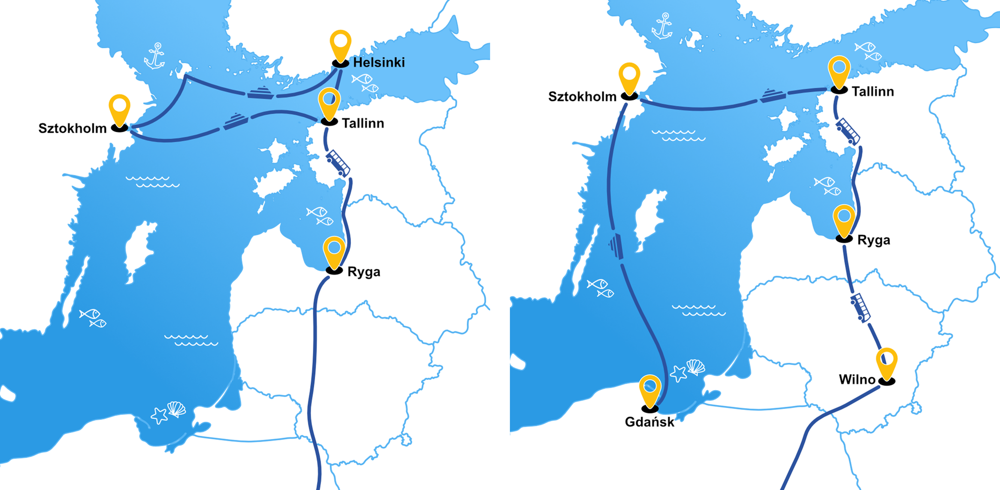 Helsinki
Tallinn
Sztokholm
Ryga
Sztokholm
Tallinn
Ryga
Wilno
Gdańsk